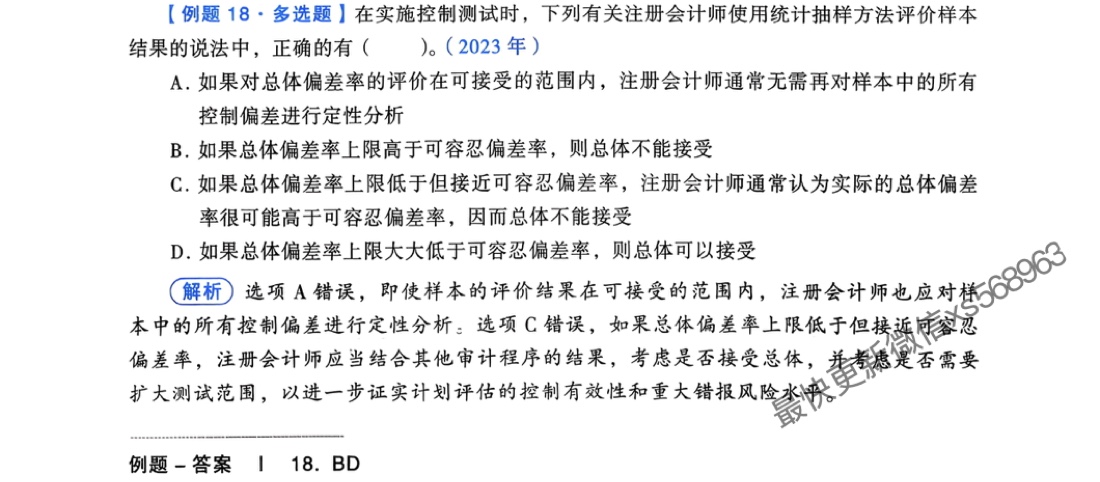 【例题 18·多选题】在实施控制测试时，下列有关注册会计师使用统计抽样方法评价样本
结果的说法中，正确的有（　　）。（2023 年）
A. 如果对总体偏差率的评价在可接受的范围内，注册会计师通常无需再对样本中的所有
控制偏差进行定性分析
B. 如果总体偏差率上限高于可容忍偏差率，则总体不能接受
C. 如果总体偏差率上限低于但接近可容忍偏差率，注册会计师通常认为实际的总体偏差
率很可能高于可容忍偏差率，因而总体不能接受
D. 如果总体偏差率上限大大低于可容忍偏差率，则总体可以接受
解析 选项 A 错误，即使样本的评价结果在可接受的范围内，注册会计师也应对样
本中的所有控制偏差进行定性分析。选项 C 错误，如果总体偏差率上限低于但接近可容忍
偏差率，注册会计师应当结合其他审计程序的结果，考虑是否接受总体，并考虑是否需要
扩大测试范围，以进一步证实计划评估的控制有效性和重大错报风险水平。
最快更新微信xs568963
例题－答案 | 18. BD